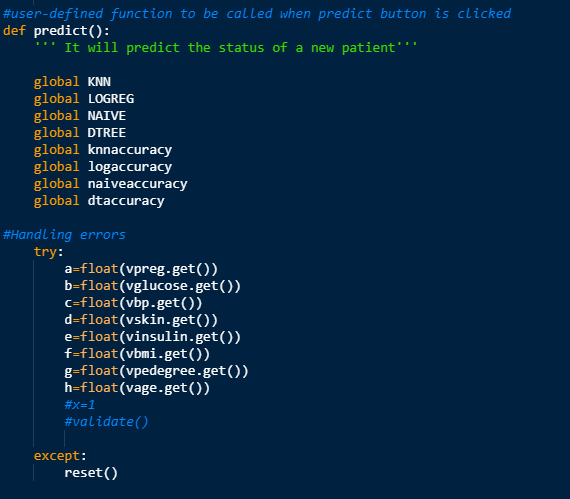 #user-defined function to be called when predict button is clicked
def predict():
    ''' It will predict the status of a new patient'''
    global KNN
    global LOGREG
    global NAIVE
    global DTREE
    global knnaccuracy
    global logaccuracy
    global naiveaccuracy
    global dtaccuracy
#Handling errors
    try:
        a=float(vpreg.get())
        b=float(vglucose.get())
        c=float(vbp.get())
        d=float(vskin.get())
        e=float(vinsulin.get())
        f=float(vbmi.get())
        g=float(vpedegree.get())
        h=float(vage.get())
        #x=1
        #validate()
    except:
        reset()